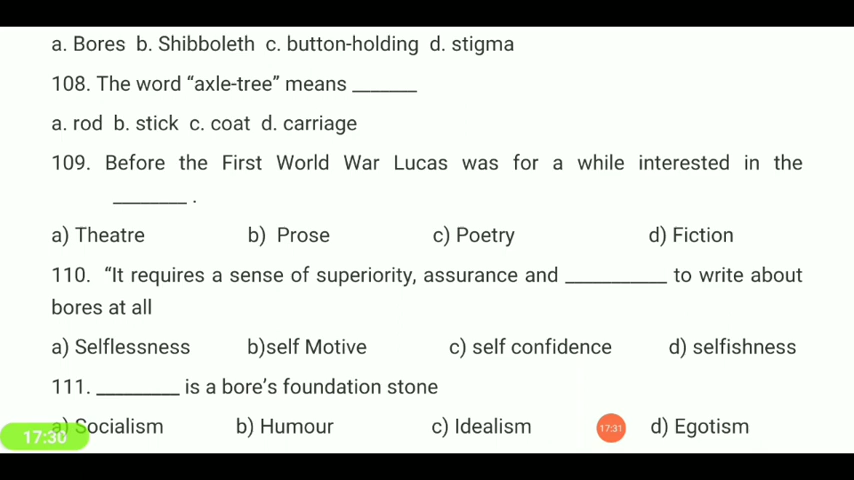 a. Bores b. Shibboleth c. button-holding d. stigma
108. The word “axle-tree” means _______
a. rod b. stick c. coat d. carriage
109. Before the First World War Lucas was for a while interested in the
________ .
a) Theatre b) Prose c) Poetry d) Fiction
110. “It requires a sense of superiority, assurance and ___________ to write about
bores at all
a) Selflessness b)self Motive c) self confidence d) selfishness
111. _________ is a bore’s foundation stone
a) Socialism b) Humour c) Idealism 17:31 d) Egotism
17:30